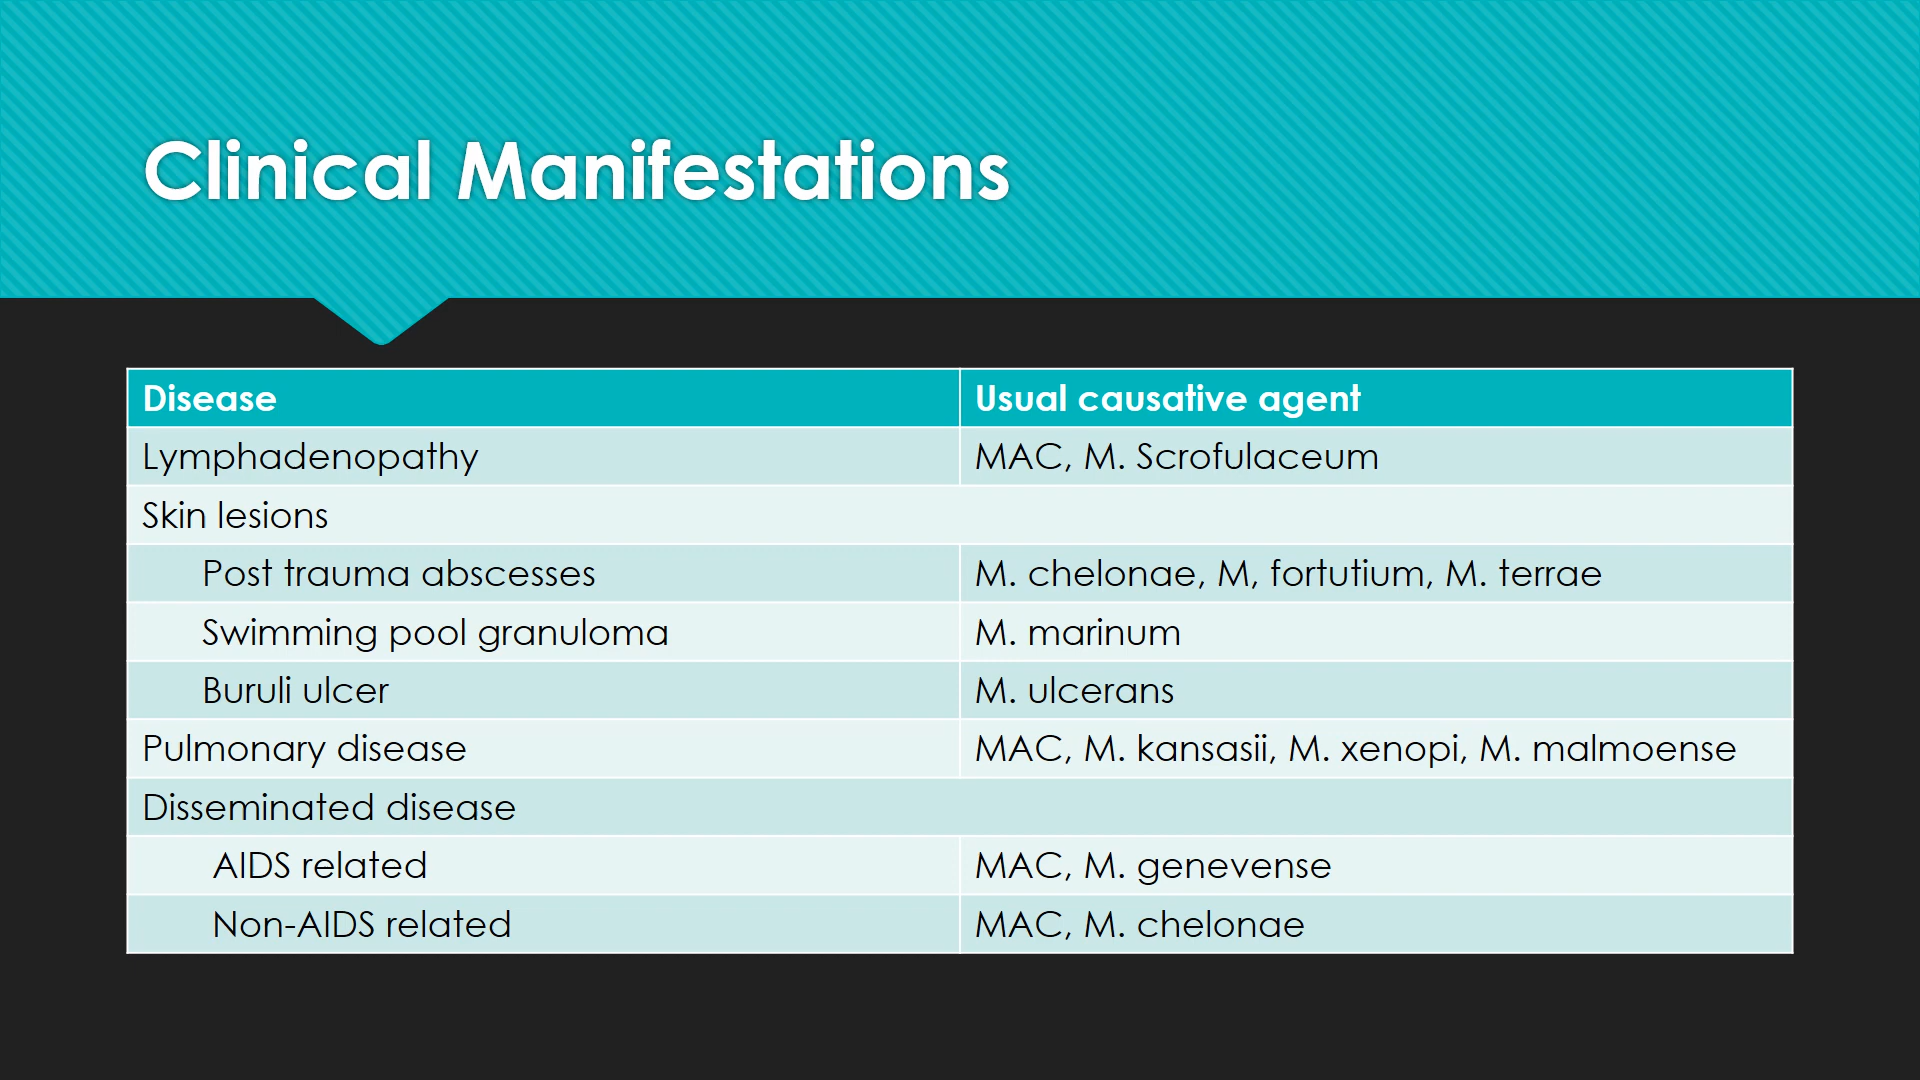 Clinical Manifestations
Disease Usual causative agent
Lymphadenopathy MAC, M. Scrofulaceum
Skin lesions
Post trauma abscesses M. chelonae, M, fortutium, M. terrae
Swimming pool granuloma M. marinum
Buruli ulcer M. ulcerans
Pulmonary disease MAC, M. kansasii, M. xenopi, M. malmoense
Disseminated disease
AIDS related MAC, M. genevense
Non-AIDS related MAC, M. chelonae